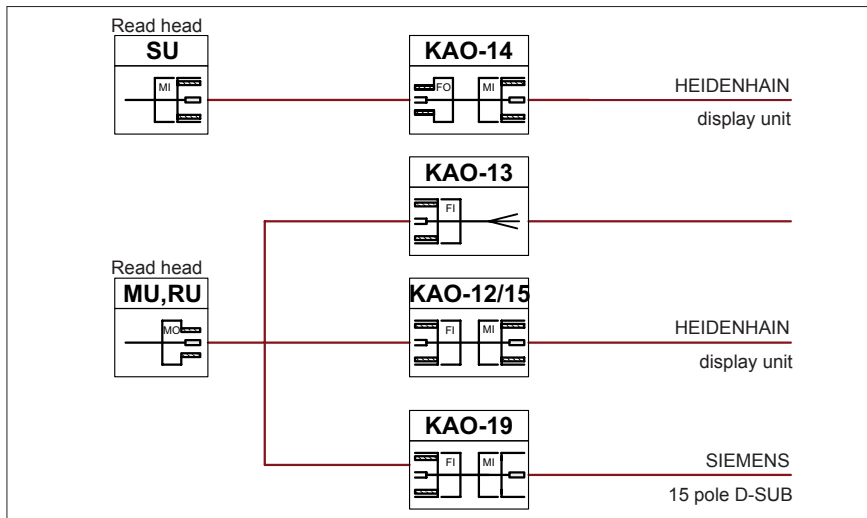 Read head
SU
MI
KAO-14
FO MI
HEIDENHAIN
display unit
KAO-13
FI
Read head
MU,RU
MO
KAO-12/15
FI MI
HEIDENHAIN
display unit
KAO-19
FI MI
SIEMENS
15 pole D-SUB